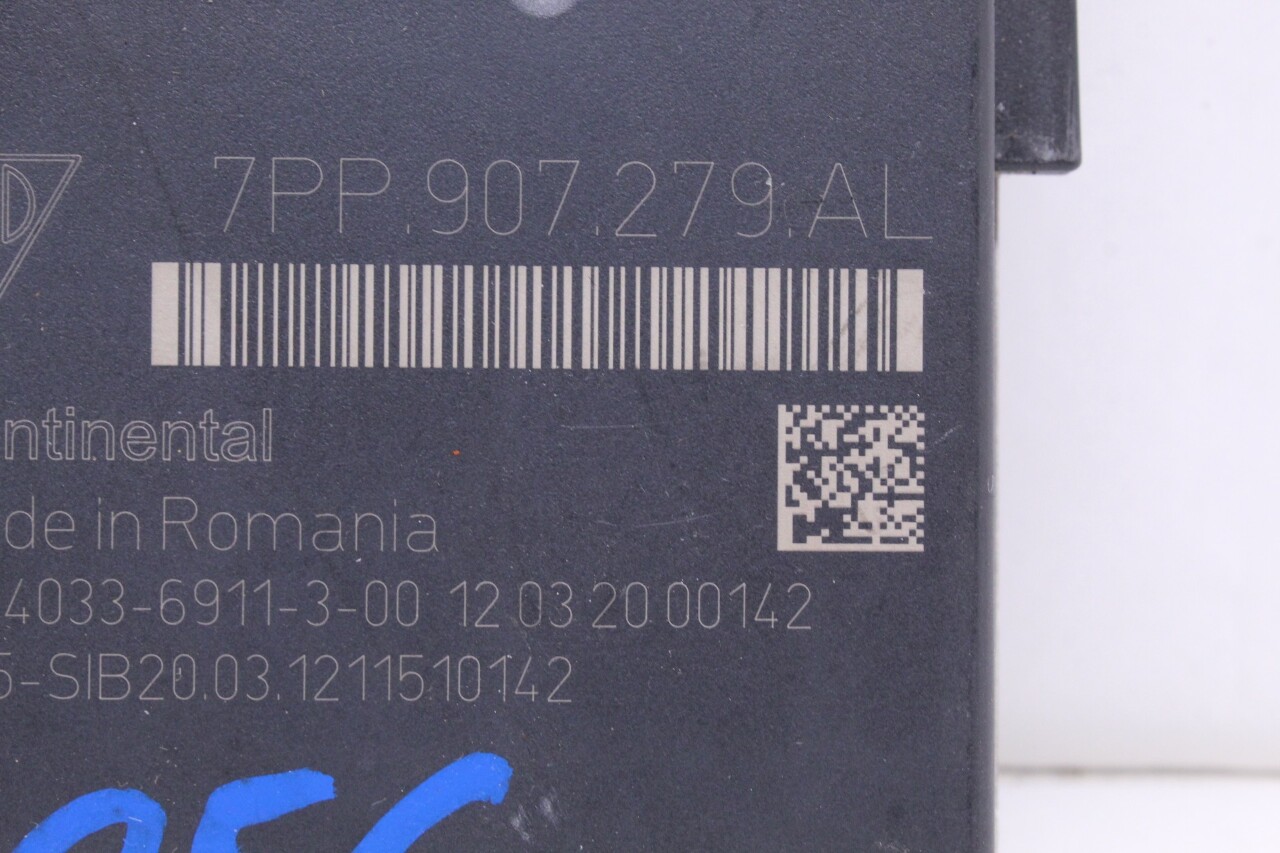 7PP.907.279.AL
ntinental
de in Romania
4033-6911-3-00 12 03 20 00142
5-SIB20.03.1211510142